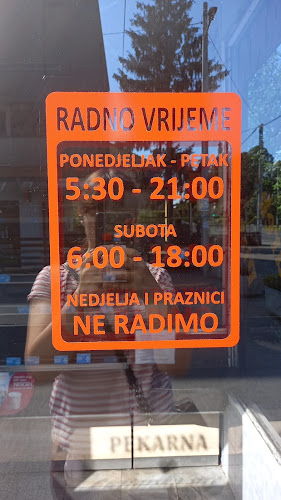 RADNO VRIJEME
PONEDJELJAK - PETAK
5:30 - 21:00
SUBOTA
6:00 - 18:00
NEDJELJA I PRAZNICI
NE RADIMO
PEKARNA